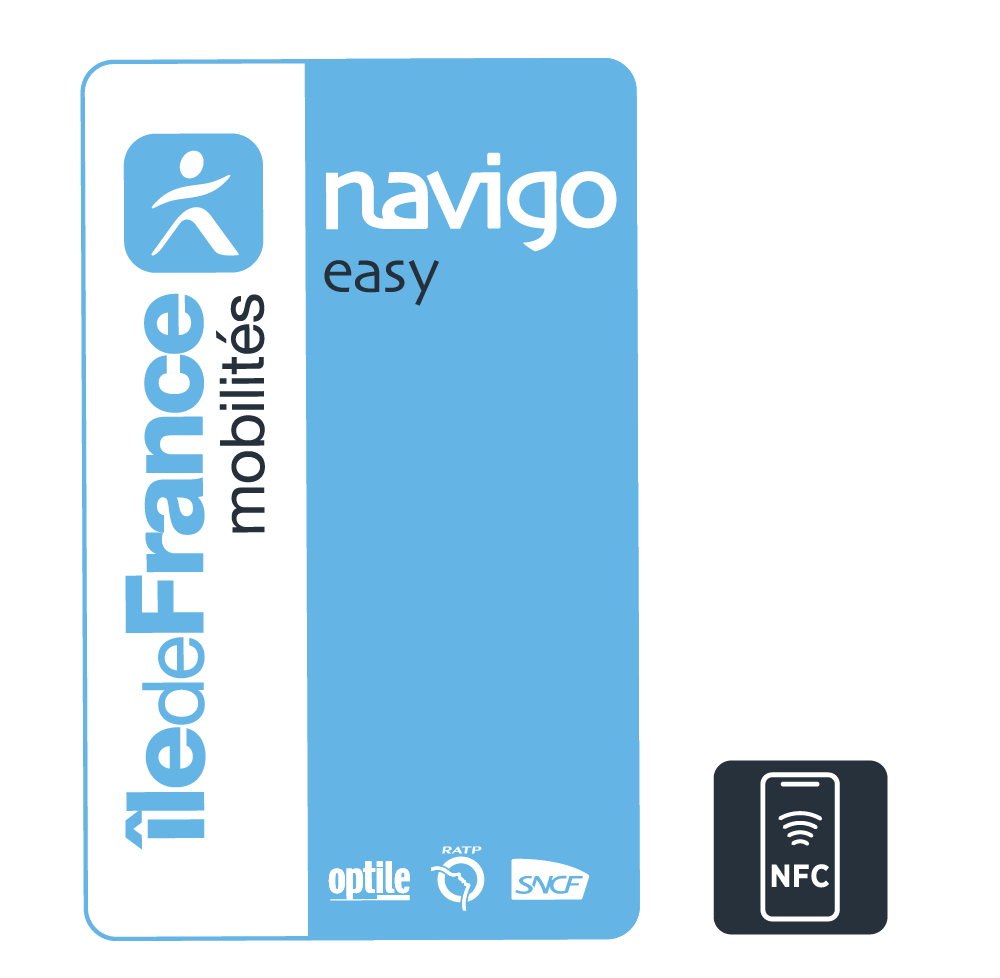 îledeFrance
mobilités
navigo
easy
optile
RATP
SNCF
NFC